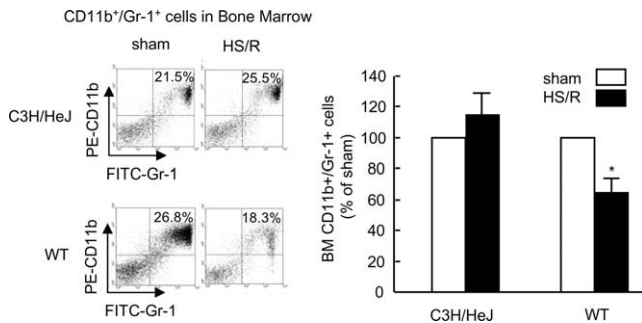 CD11b+/Gr-1+ cells in Bone Marrow
sham HS/R
C3H/HeJ
PE-CD11b
21.5% 25.5%
FITC-Gr-1
WT
PE-CD11b
26.8% 18.3%
FITC-Gr-1
BM CD11b+/Gr-1+ cells
(% of sham)
140
120
100
80
60
40
20
0
sham
HS/R
*
C3H/HeJ WT